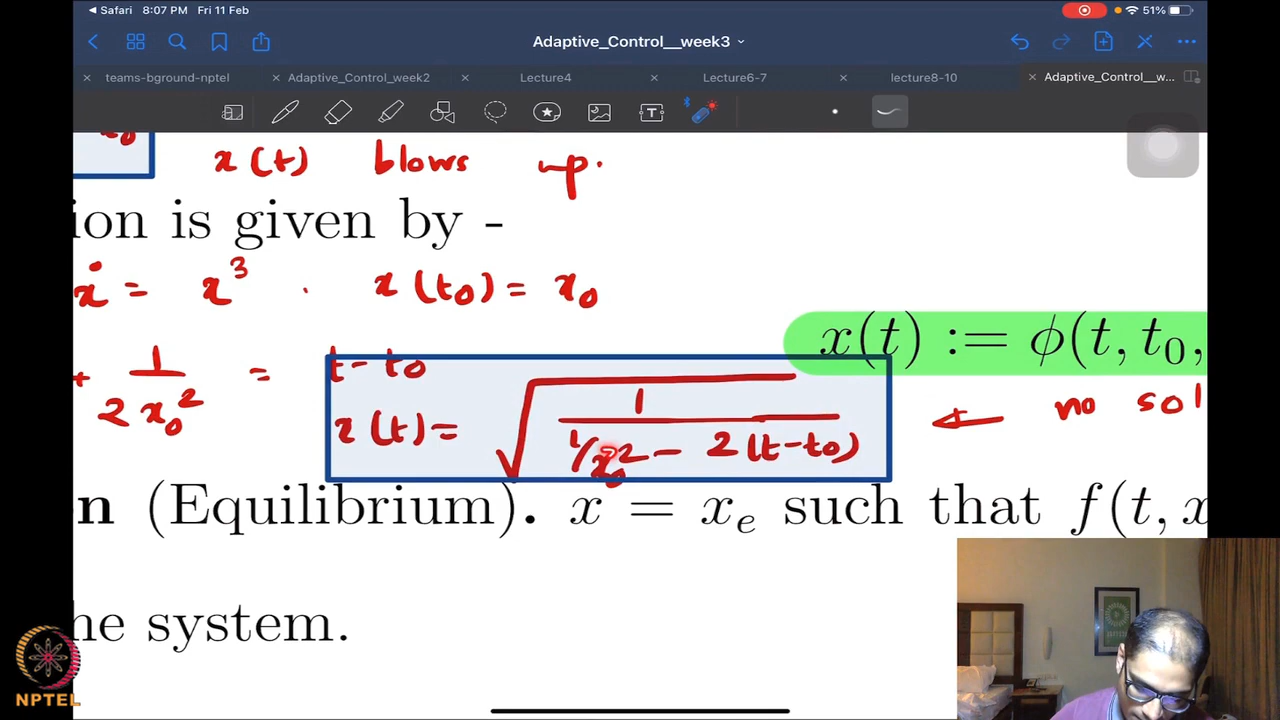 Safari 8:07 PM Fri 11 Feb 51%
Adaptive_Control__week3
teams-bground-nptel Adaptive_Control_week2 Lecture4 Lecture6-7 lecture8-10 Adaptive_Control__w...
x(t) blows up.
ion is given by -
ẋ = x³ . x(t₀) = x₀
x(t) := ϕ(t, t₀,
+ 1/(2x₀²) = t - t₀
x(t) = √(1/(1/x₀² - 2(t-t₀))) ← no sol
n (Equilibrium). x = xₑ such that f(t, x
he system.
NPTEL